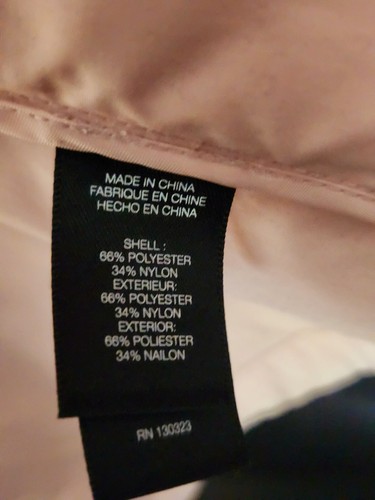 MADE IN CHINA
FABRIQUE EN CHINE
HECHO EN CHINA
SHELL :
66% POLYESTER
34% NYLON
EXTERIEUR:
66% POLYESTER
34% NYLON
EXTERIOR:
66% POLIESTER
34% NAILON
RN 130323